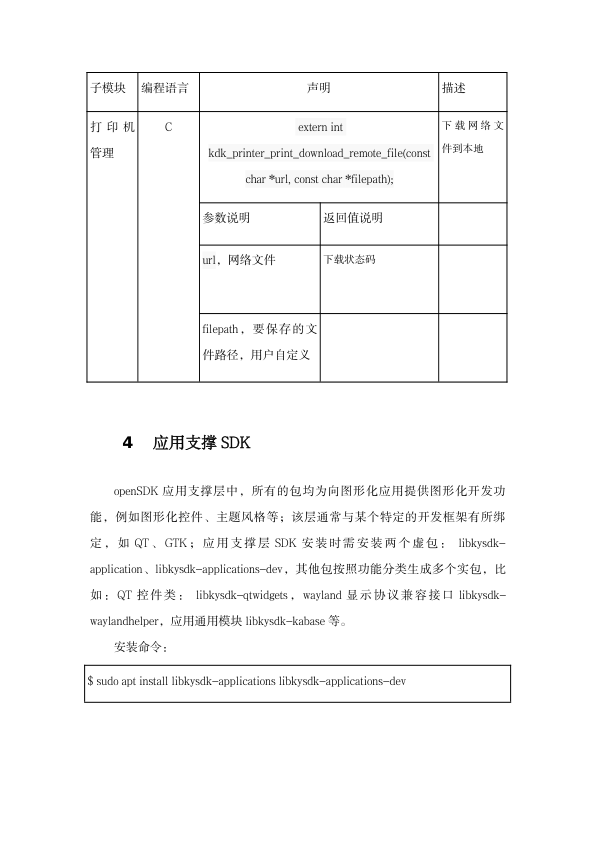 子模块 编程语言 声明 描述
打印机管理 C extern int 下载网络文件到本地
kdk_printer_print_download_remote_file(const
char *url, const char *filepath);
参数说明 返回值说明
url，网络文件 下载状态码
filepath，要保存的文
件路径，用户自定义
4 应用支撑 SDK
openSDK 应用支撑层中，所有的包均为向图形化应用提供图形化开发功
能，例如图形化控件、主题风格等；该层通常与某个特定的开发框架有所绑
定，如 QT、GTK；应用支撑层 SDK 安装时需安装两个虚包： libkysdk-
application、libkysdk-applications-dev，其他包按照功能分类生成多个实包，比
如：QT 控件类： libkysdk-qtwidgets，wayland 显示协议兼容接口 libkysdk-
waylandhelper，应用通用模块 libkysdk-kabase 等。
安装命令：
$ sudo apt install libkysdk-applications libkysdk-applications-dev